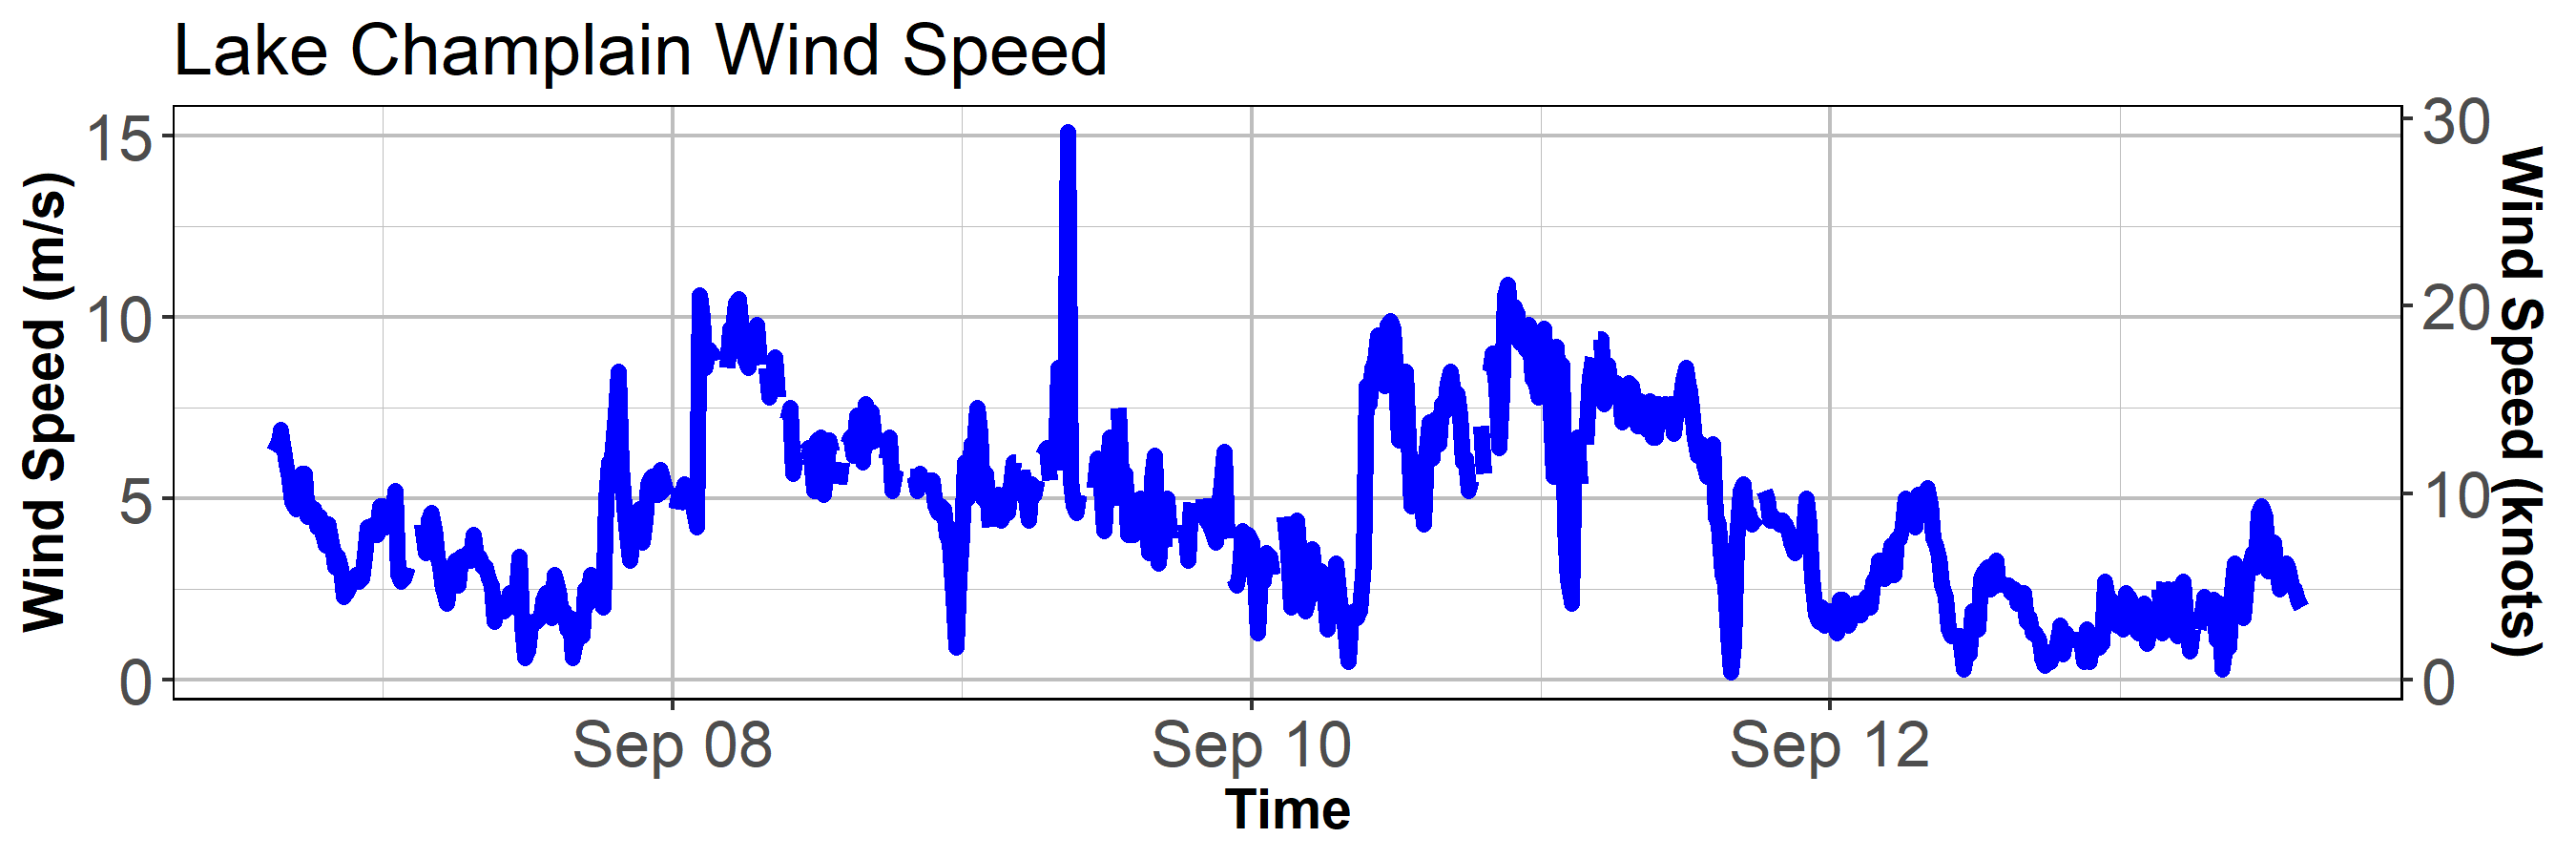 Lake Champlain Wind Speed
Wind Speed (m/s)
15
10
5
0
30
20
10
0
Wind Speed (knots)
Sep 08
Sep 10
Sep 12
Time